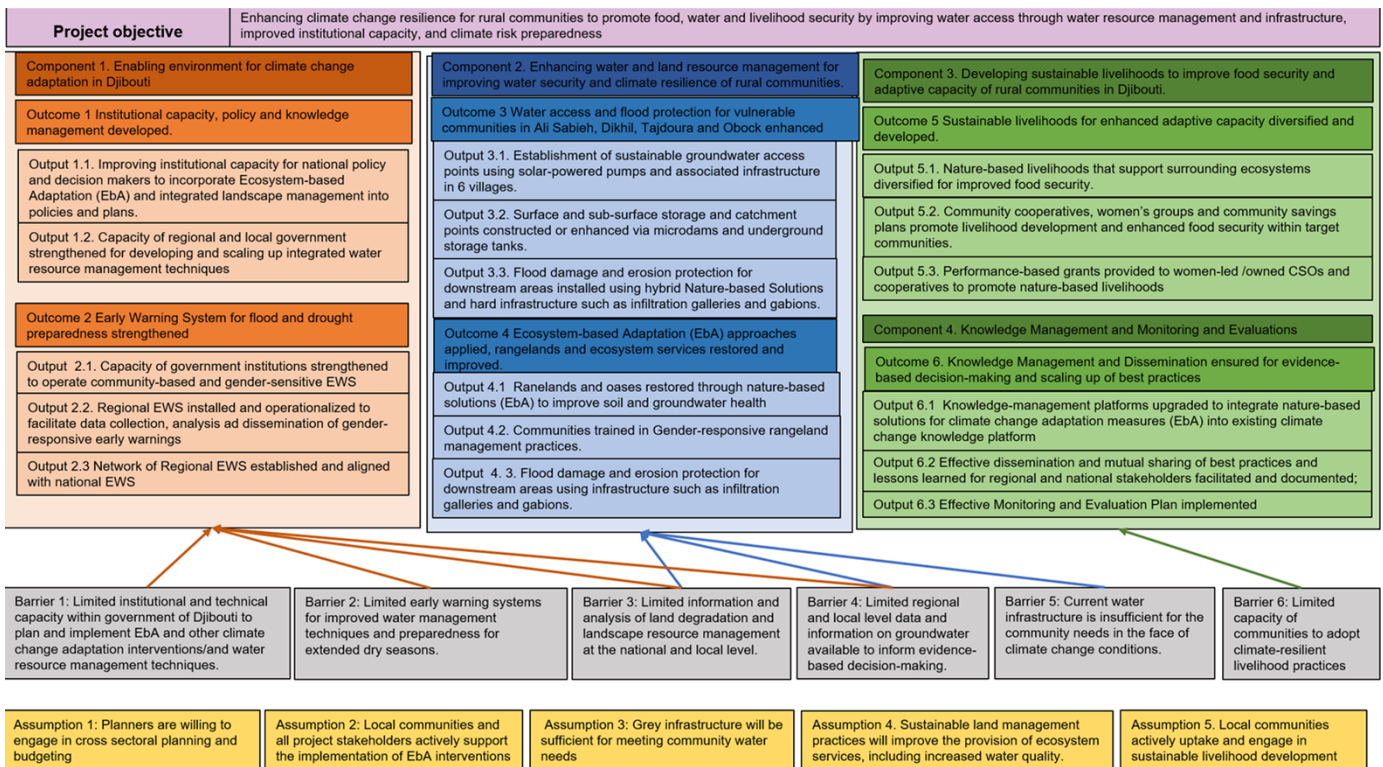 Project objective
Enhancing climate change resilience for rural communities to promote food, water and livelihood security by improving water access through water resource management and infrastructure,
improved institutional capacity, and climate risk preparedness
Component 1. Enabling environment for climate change
adaptation in Djibouti
Outcome 1 Institutional capacity, policy and knowledge
management developed.
Output 1.1. Improving institutional capacity for national policy
and decision makers to incorporate Ecosystem-based
Adaptation (EbA) and integrated landscape management into
policies and plans.
Output 1.2. Capacity of regional and local government
strengthened for developing and scaling up integrated water
resource management techniques
Outcome 2 Early Warning System for flood and drought
preparedness strengthened
Output 2.1. Capacity of government institutions strengthened
to operate community-based and gender-sensitive EWS
Output 2.2. Regional EWS installed and operationalized to
facilitate data collection, analysis ad dissemination of gender-
responsive early warnings
Output 2.3 Network of Regional EWS established and aligned
with national EWS
Component 2. Enhancing water and land resource management for
improving water security and climate resilience of rural communities.
Outcome 3 Water access and flood protection for vulnerable
communities in Ali Sabieh, Dikhil, Tajdoura and Obock enhanced
Output 3.1. Establishment of sustainable groundwater access
points using solar-powered pumps and associated infrastructure
in 6 villages.
Output 3.2. Surface and sub-surface storage and catchment
points constructed or enhanced via microdams and underground
storage tanks.
Output 3.3. Flood damage and erosion protection for
downstream areas installed using hybrid Nature-based Solutions
and hard infrastructure such as infiltration galleries and gabions.
Outcome 4 Ecosystem-based Adaptation (EbA) approaches
applied, rangelands and ecosystem services restored and
improved.
Output 4.1 Ranelands and oases restored through nature-based
solutions (EbA) to improve soil and groundwater health
Output 4.2. Communities trained in Gender-responsive rangeland
management practices.
Output 4. 3. Flood damage and erosion protection for
downstream areas using infrastructure such as infiltration
galleries and gabions.
Component 3. Developing sustainable livelihoods to improve food security and
adaptive capacity of rural communities in Djibouti.
Outcome 5 Sustainable livelihoods for enhanced adaptive capacity diversified and
developed.
Output 5.1. Nature-based livelihoods that support surrounding ecosystems
diversified for improved food security.
Output 5.2. Community cooperatives, women's groups and community savings
plans promote livelihood development and enhanced food security within target
communities.
Output 5.3. Performance-based grants provided to women-led /owned CSOs and
cooperatives to promote nature-based livelihoods
Component 4. Knowledge Management and Monitoring and Evaluations
Outcome 6. Knowledge Management and Dissemination ensured for evidence-
based decision-making and scaling up of best practices
Output 6.1 Knowledge-management platforms upgraded to integrate nature-based
solutions for climate change adaptation measures (EbA) into existing climate
change knowledge platform
Output 6.2 Effective dissemination and mutual sharing of best practices and
lessons learned for regional and national stakeholders facilitated and documented;
Output 6.3 Effective Monitoring and Evaluation Plan implemented
Barrier 1: Limited institutional and technical
capacity within government of Djibouti to
plan and implement EbA and other climate
change adaptation interventions/and water
resource management techniques.
Barrier 2: Limited early warning systems
for improved water management
techniques and preparedness for
extended dry seasons.
Barrier 3: Limited information and
analysis of land degradation and
landscape resource management
at the national and local level.
Barrier 4: Limited regional
and local level data and
information on groundwater
available to inform evidence-
based decision-making.
Barrier 5: Current water
infrastructure is insufficient for the
community needs in the face of
climate change conditions.
Barrier 6: Limited
capacity of
communities to adopt
climate-resilient
livelihood practices
Assumption 1: Planners are willing to
engage in cross sectoral planning and
budgeting
Assumption 2: Local communities and
all project stakeholders actively support
the implementation of EbA interventions
Assumption 3: Grey infrastructure will be
sufficient for meeting community water
needs
Assumption 4. Sustainable land management
practices will improve the provision of ecosystem
services, including increased water quality.
Assumption 5. Local communities
actively uptake and engage in
sustainable livelihood development